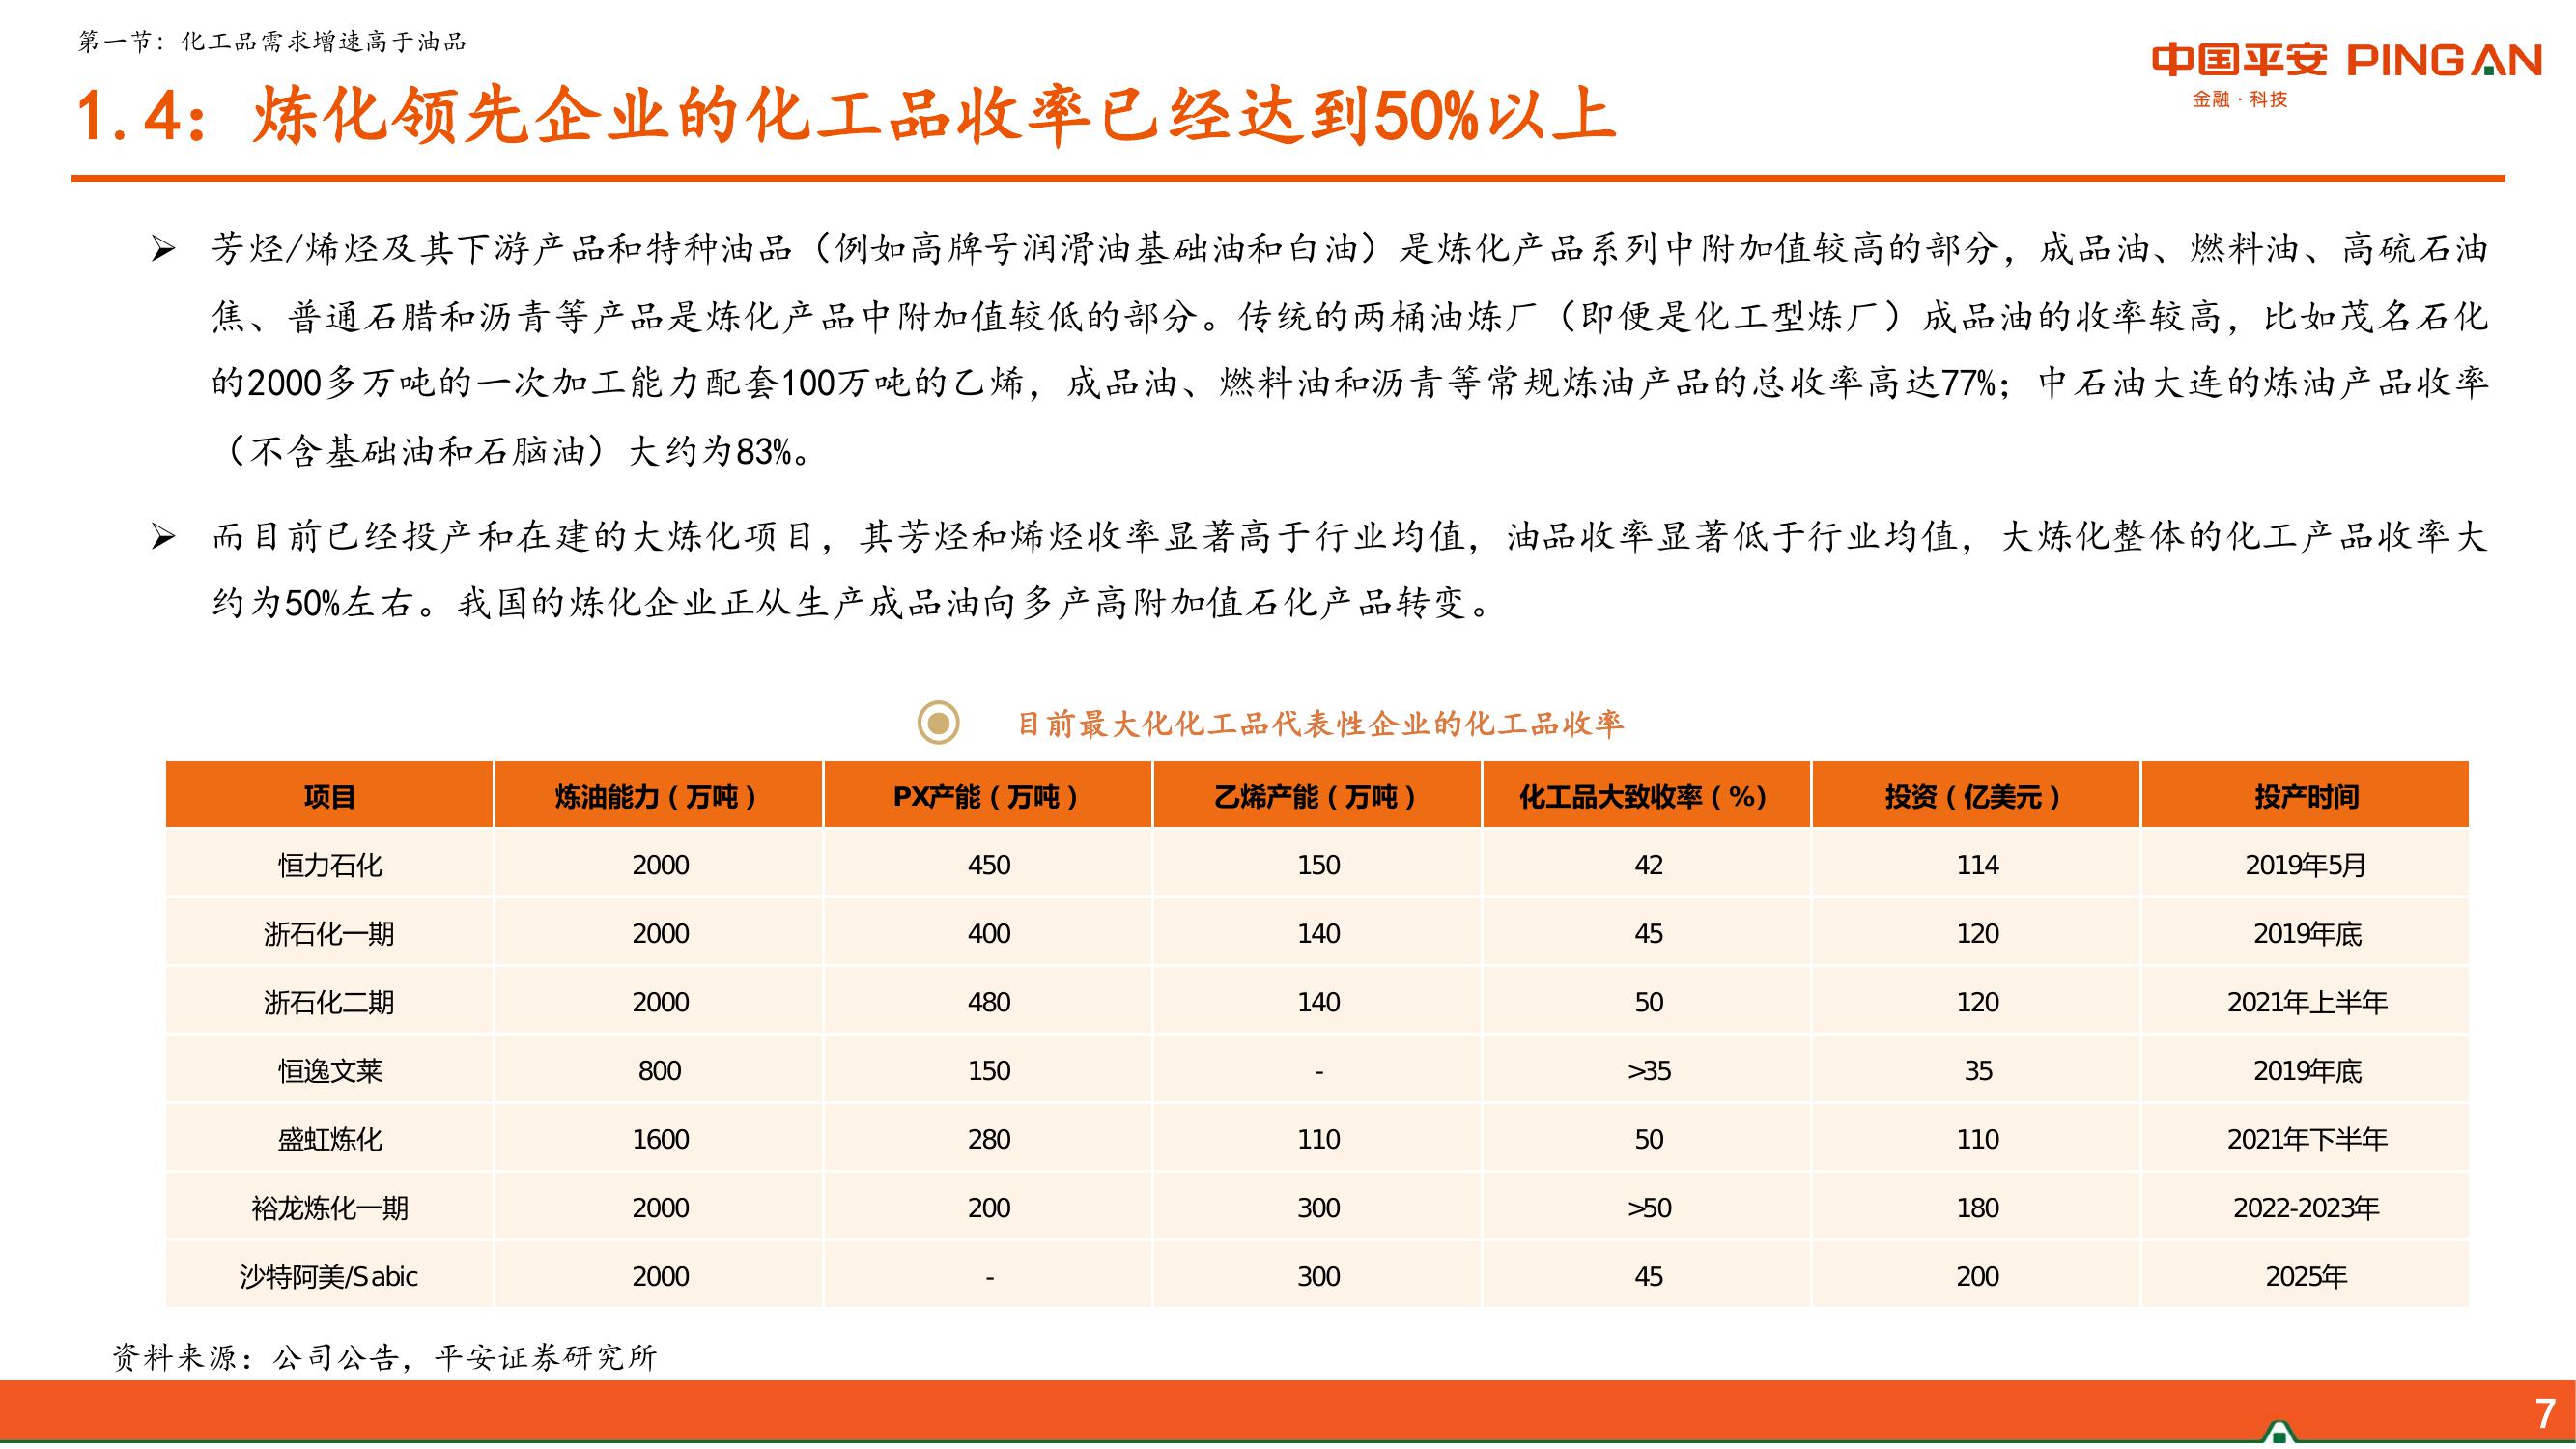 第一节：化工品需求增速高于油品
中国平安 PINGAN
金融·科技
1.4：炼化领先企业的化工品收率已经达到50%以上
➢ 芳烃/烯烃及其下游产品和特种油品（例如高牌号润滑油基础油和白油）是炼化产品系列中附加值较高的部分，成品油、燃料油、高硫石油
焦、普通石腊和沥青等产品是炼化产品中附加值较低的部分。传统的两桶油炼厂（即便是化工型炼厂）成品油的收率较高，比如茂名石化
的2000多万吨的一次加工能力配套100万吨的乙烯，成品油、燃料油和沥青等常规炼油产品的总收率高达77%；中石油大连的炼油产品收率
（不含基础油和石脑油）大约为83%。
➢ 而目前已经投产和在建的大炼化项目，其芳烃和烯烃收率显著高于行业均值，油品收率显著低于行业均值，大炼化整体的化工产品收率大
约为50%左右。我国的炼化企业正从生产成品油向多产高附加值石化产品转变。
目前最大化化工品代表性企业的化工品收率
项目 炼油能力（万吨） PX产能（万吨） 乙烯产能（万吨） 化工品大致收率（%） 投资（亿美元） 投产时间
恒力石化 2000 450 150 42 114 2019年5月
浙石化一期 2000 400 140 45 120 2019年底
浙石化二期 2000 480 140 50 120 2021年上半年
恒逸文莱 800 150 - >35 35 2019年底
盛虹炼化 1600 280 110 50 110 2021年下半年
裕龙炼化一期 2000 200 300 >50 180 2022-2023年
沙特阿美/Sabic 2000 - 300 45 200 2025年
资料来源：公司公告，平安证券研究所
7